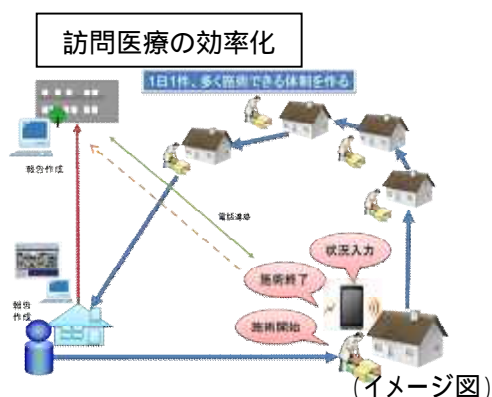 訪問医療の効率化
1日1件、多く施術できる体制を作る
報告作成
電話連絡
状況入力
施術終了
施術開始
報告
作成
(イメージ図)